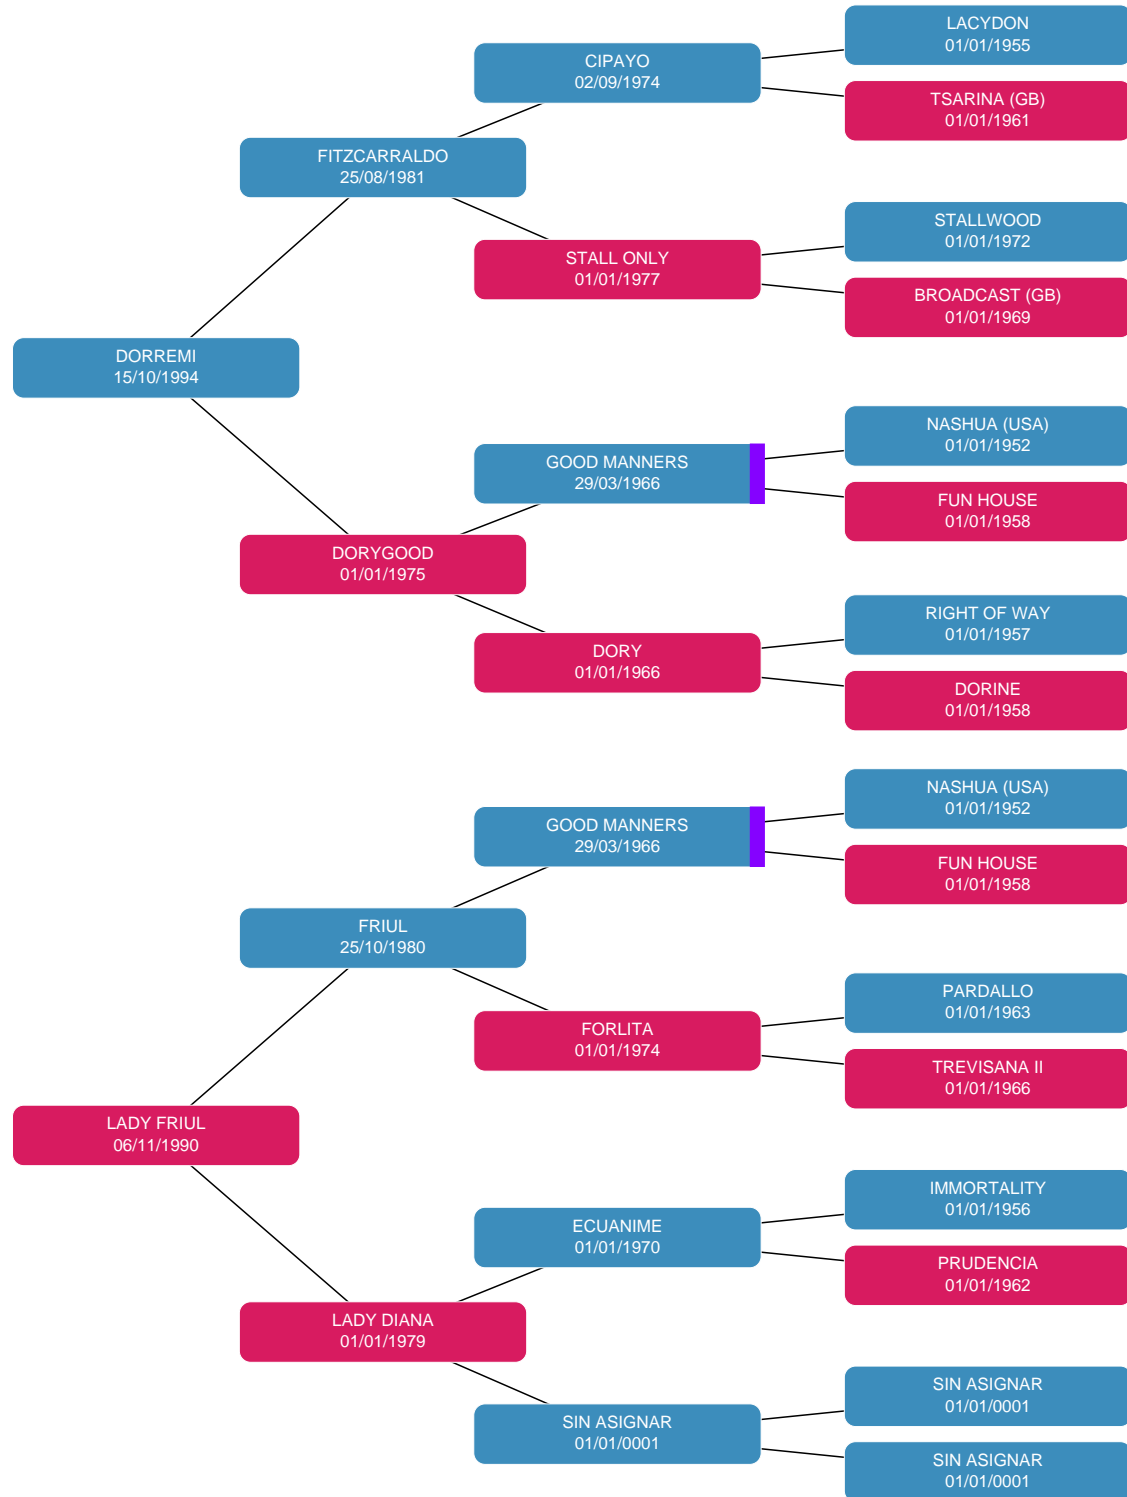 LACYDON
01/01/1955
CIPAYO
02/09/1974
TSARINA (GB)
01/01/1961
FITZCARRALDO
25/08/1981
STALLWOOD
01/01/1972
STALL ONLY
01/01/1977
BROADCAST (GB)
01/01/1969
DORREMI
15/10/1994
NASHUA (USA)
01/01/1952
GOOD MANNERS
29/03/1966
FUN HOUSE
01/01/1958
DORYGOOD
01/01/1975
RIGHT OF WAY
01/01/1957
DORY
01/01/1966
DORINE
01/01/1958
NASHUA (USA)
01/01/1952
GOOD MANNERS
29/03/1966
FUN HOUSE
01/01/1958
FRIUL
25/10/1980
PARDALLO
01/01/1963
FORLITA
01/01/1974
TREVISANA II
01/01/1966
LADY FRIUL
06/11/1990
IMMORTALITY
01/01/1956
ECUANIME
01/01/1970
PRUDENCIA
01/01/1962
LADY DIANA
01/01/1979
SIN ASIGNAR
01/01/0001
SIN ASIGNAR
01/01/0001
SIN ASIGNAR
01/01/0001